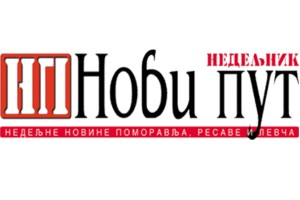 НЕДЕЉНИК
НП Нови пут
НЕДЕЉНЕ НОВИНЕ ПОМОРАВЉА, РЕСАВЕ И ЛЕВЧА